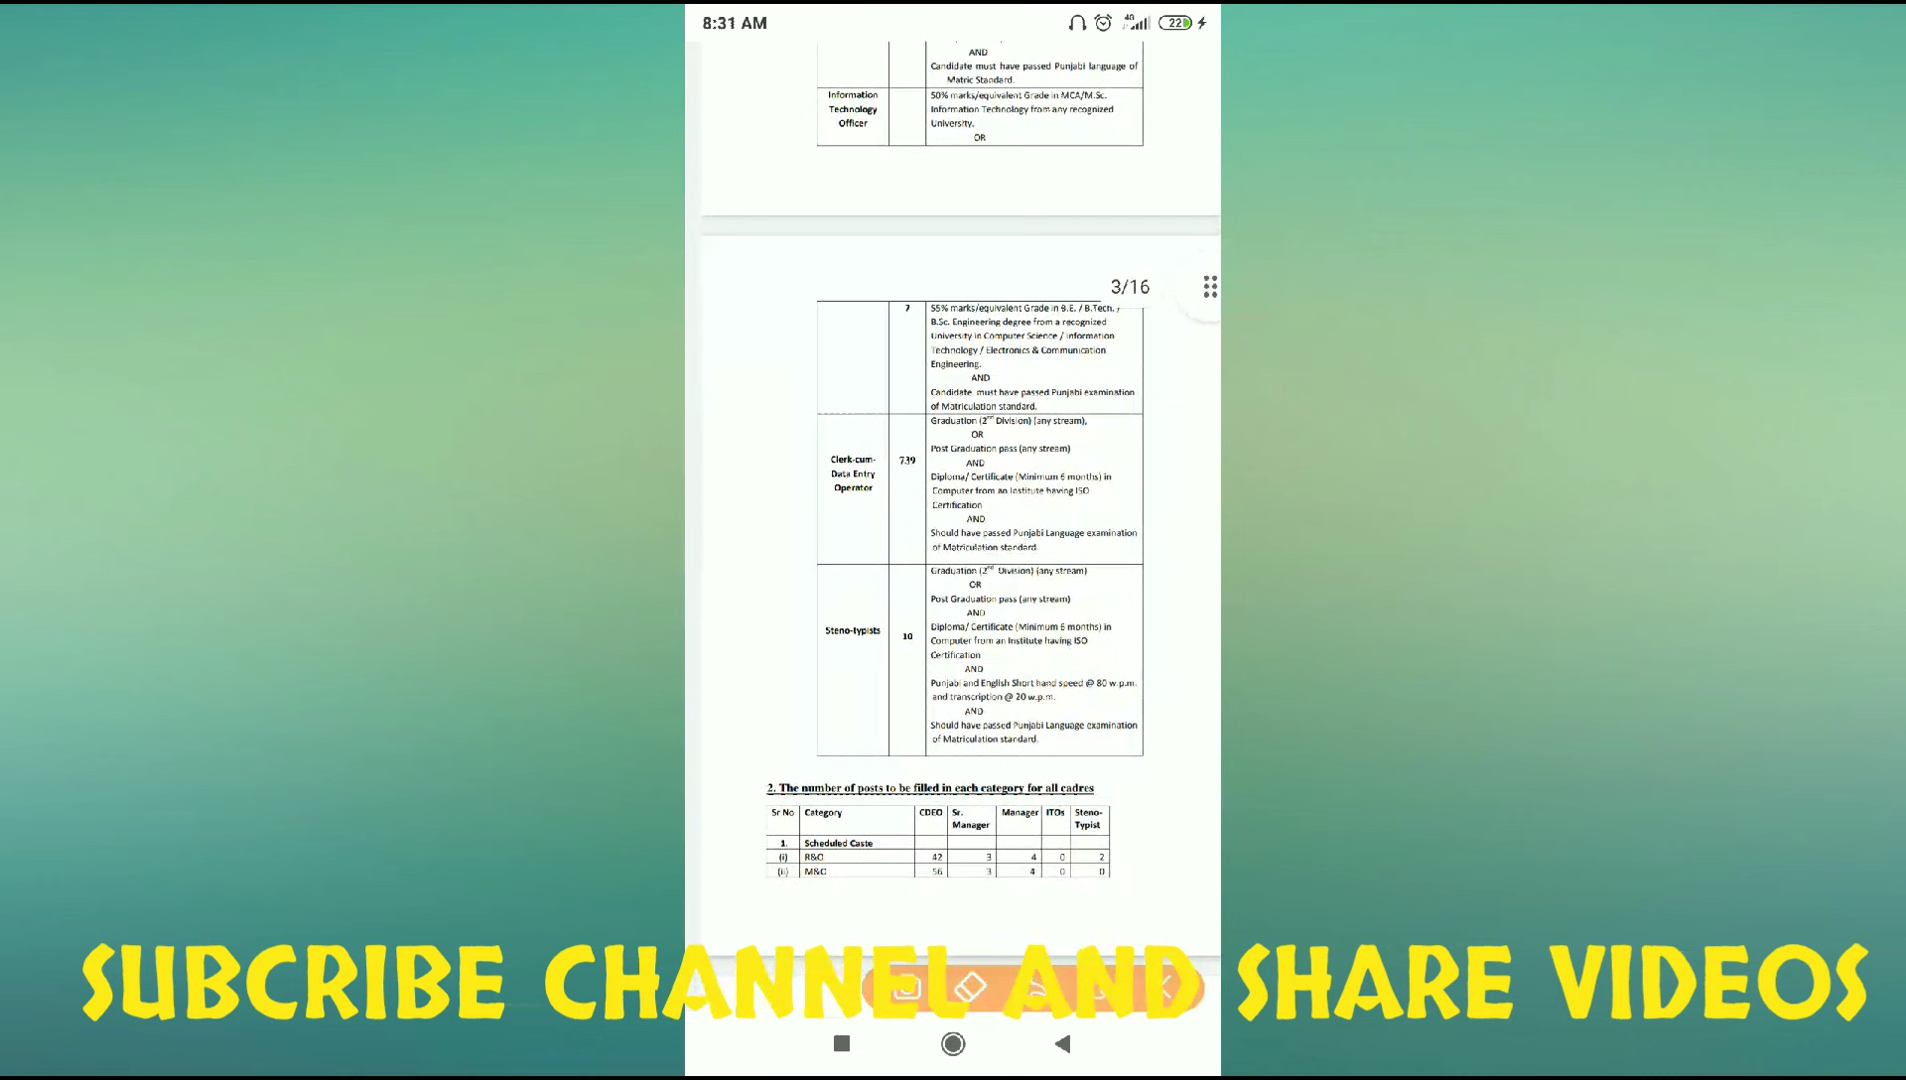 8:31 AM
4G
22
AND
Candidate must have passed Punjabi language of
Matric Standard.
Information
Technology
Officer
50% marks/equivalent Grade in MCA/M.Sc.
Information Technology from any recognized
University.
OR
3/16
7
55% marks/equivalent Grade in B.E. / B.Tech. /
B.Sc. Engineering degree from a recognized
University in Computer Science / Information
Technology / Electronics & Communication
Engineering.
AND
Candidate must have passed Punjabi examination
of Matriculation standard.
Clerk-cum-
Data Entry
Operator
739
Graduation (2nd Division) (any stream),
OR
Post Graduation pass (any stream)
AND
Diploma/ Certificate (Minimum 6 months) in
Computer from an Institute having ISO
Certification
AND
Should have passed Punjabi Language examination
of Matriculation standard.
Steno-typists
10
Graduation (2nd Division) (any stream)
OR
Post Graduation pass (any stream)
AND
Diploma/ Certificate (Minimum 6 months) in
Computer from an Institute having ISO
Certification
AND
Punjabi and English Short hand speed @ 80 w.p.m.
and transcription @ 20 w.p.m.
AND
Should have passed Punjabi Language examination
of Matriculation standard.
2. The number of posts to be filled in each category for all cadres
Sr No Category CDEO Sr. Manager Manager ITOs Steno-Typist
1. Scheduled Caste
(i) R&O 42 3 4 0 2
(ii) M&O 56 3 4 0 0
SUBCRIBE CHANNEL AND SHARE VIDEOS